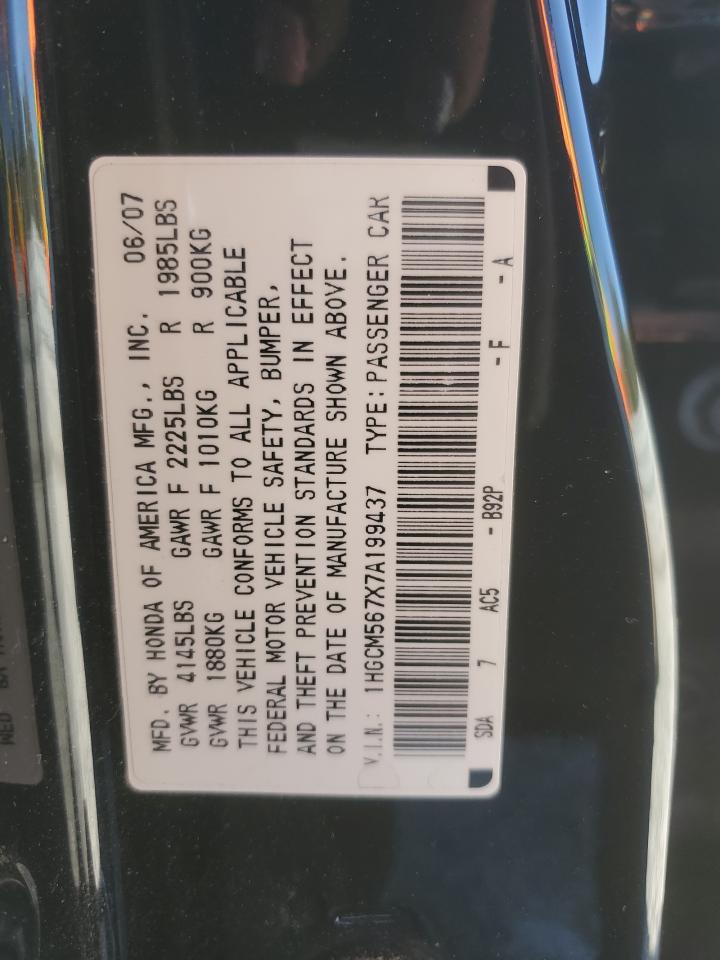 MFD. BY HONDA OF AMERICA MFG., INC. 06/07
GVWR 4145LBS GAWR F 2225LBS R 1985LBS
GVWR 1880KG GAWR F 1010KG R 900KG
THIS VEHICLE CONFORMS TO ALL APPLICABLE
FEDERAL MOTOR VEHICLE SAFETY, BUMPER,
AND THEFT PREVENTION STANDARDS IN EFFECT
ON THE DATE OF MANUFACTURE SHOWN ABOVE.
V.I.N.: 1HGCM567X7A199437 TYPE:PASSENGER CAR
SDA 7 AC5 - B92P - F - A